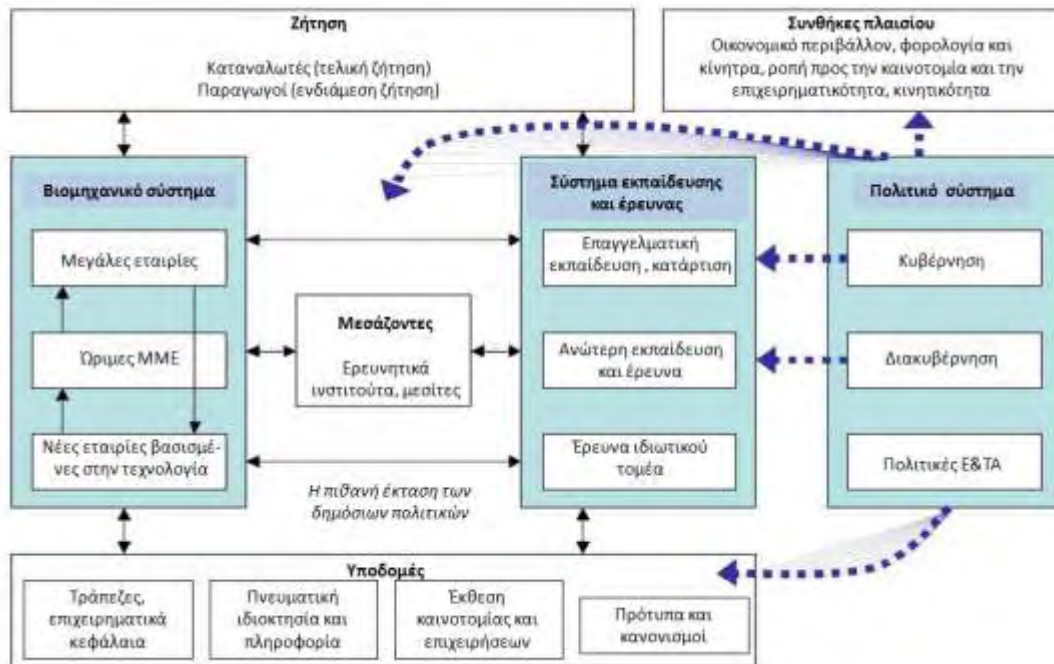 Ζήτηση
Καταναλωτές (τελική ζήτηση)
Παραγωγοί (ενδιάμεση ζήτηση)
Συνθήκες πλαισίου
Οικονομικό περιβάλλον, φορολογία και
κίνητρα, ροπή προς την καινοτομία και την
επιχειρηματικότητα, κινητικότητα
Βιομηχανικό σύστημα
Μεγάλες εταιρίες
Ώριμες ΜΜΕ
Νέες εταιρίες βασισμέ-
νες στην τεχνολογία
Μεσάζοντες
Ερευνητικά
ινστιτούτα, μεσίτες
Η πιθανή έκταση των
δημόσιων πολιτικών
Σύστημα εκπαίδευσης
και έρευνας
Επαγγελματική
εκπαίδευση , κατάρτιση
Ανώτερη εκπαίδευση
και έρευνα
Έρευνα ιδιωτικού
τομέα
Πολιτικό σύστημα
Κυβέρνηση
Διακυβέρνηση
Πολιτικές Ε&ΤΑ
Υποδομές
Τράπεζες,
επιχειρηματικά
κεφάλαια
Πνευματική
ιδιοκτησία και
πληροφορία
Έκθεση
καινοτομίας και
επιχειρήσεων
Πρότυπα και
κανονισμοί